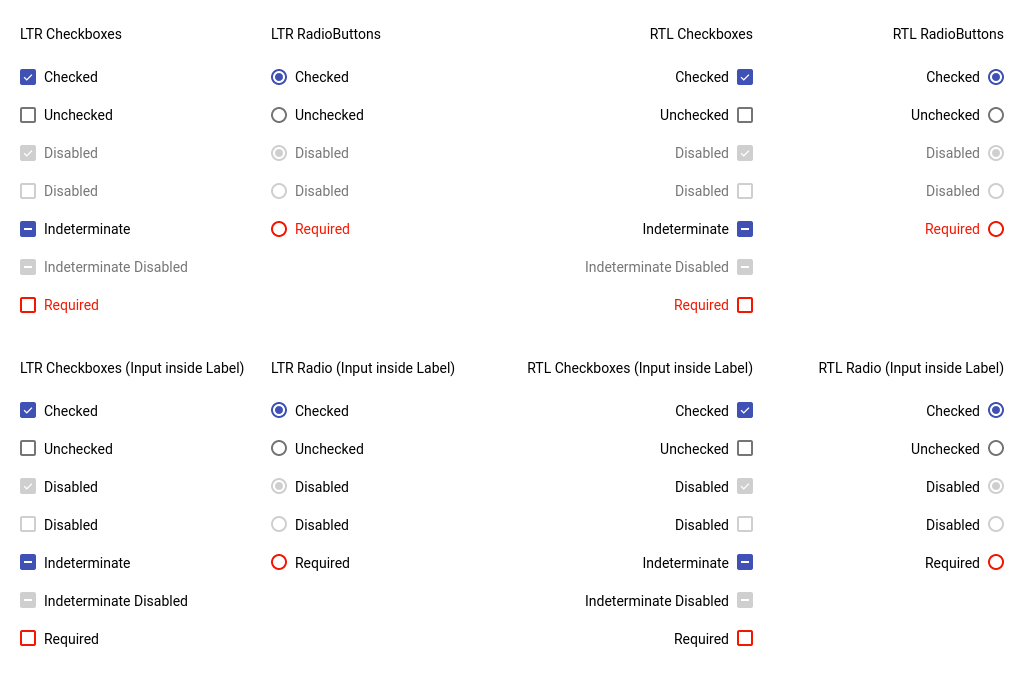 LTR Checkboxes
Checked
Unchecked
Disabled
Disabled
Indeterminate
Indeterminate Disabled
Required
LTR RadioButtons
Checked
Unchecked
Disabled
Disabled
Required
RTL Checkboxes
Checked
Unchecked
Disabled
Disabled
Indeterminate
Indeterminate Disabled
Required
RTL RadioButtons
Checked
Unchecked
Disabled
Disabled
Required
LTR Checkboxes (Input inside Label)
Checked
Unchecked
Disabled
Disabled
Indeterminate
Indeterminate Disabled
Required
LTR Radio (Input inside Label)
Checked
Unchecked
Disabled
Disabled
Required
RTL Checkboxes (Input inside Label)
Checked
Unchecked
Disabled
Disabled
Indeterminate
Indeterminate Disabled
Required
RTL Radio (Input inside Label)
Checked
Unchecked
Disabled
Disabled
Required